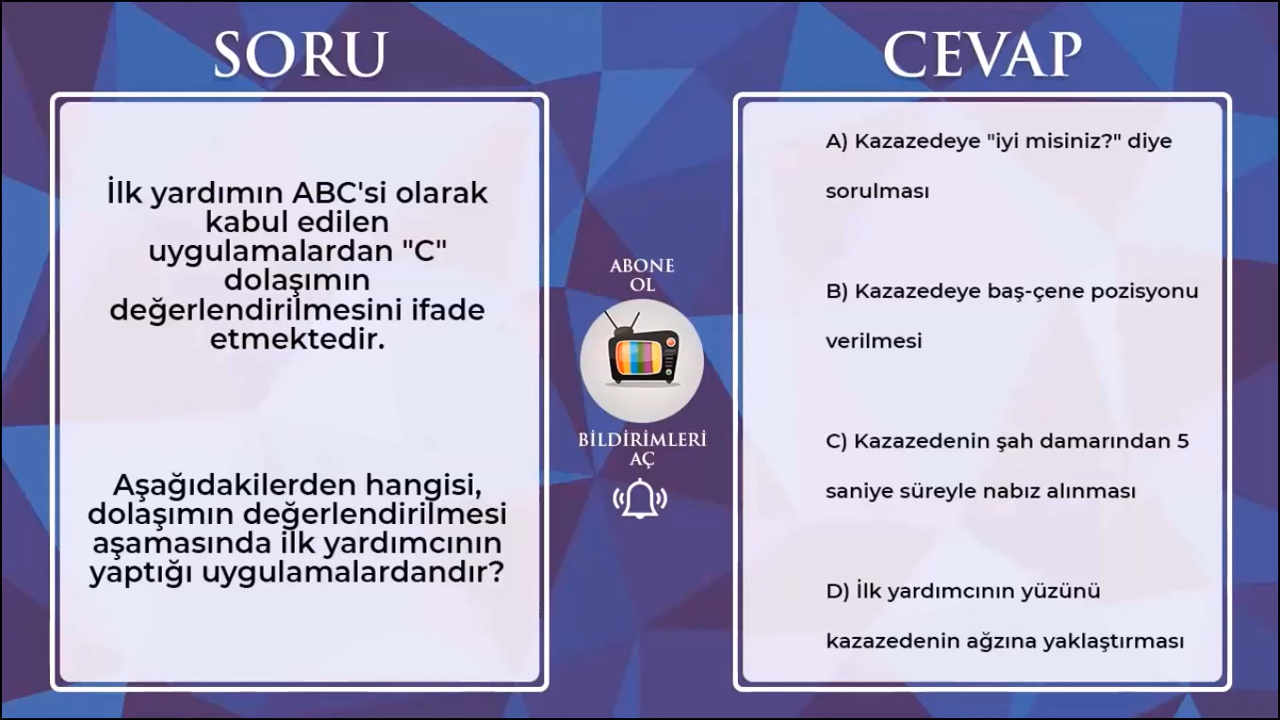 SORU
İlk yardımın ABC'si olarak
kabul edilen
uygulamalardan "C"
dolaşımın
değerlendirilmesini ifade
etmektedir.
Aşağıdakilerden hangisi,
dolaşımın değerlendirilmesi
aşamasında ilk yardımcının
yaptığı uygulamalardandır?
ABONE
OL
BİLDİRİMLERİ
AÇ
CEVAP
A) Kazazedeye "iyi misiniz?" diye
sorulması
B) Kazazedeye baş-çene pozisyonu
verilmesi
C) Kazazedenin şah damarından 5
saniye süreyle nabız alınması
D) İlk yardımcının yüzünü
kazazedenin ağzına yaklaştırması